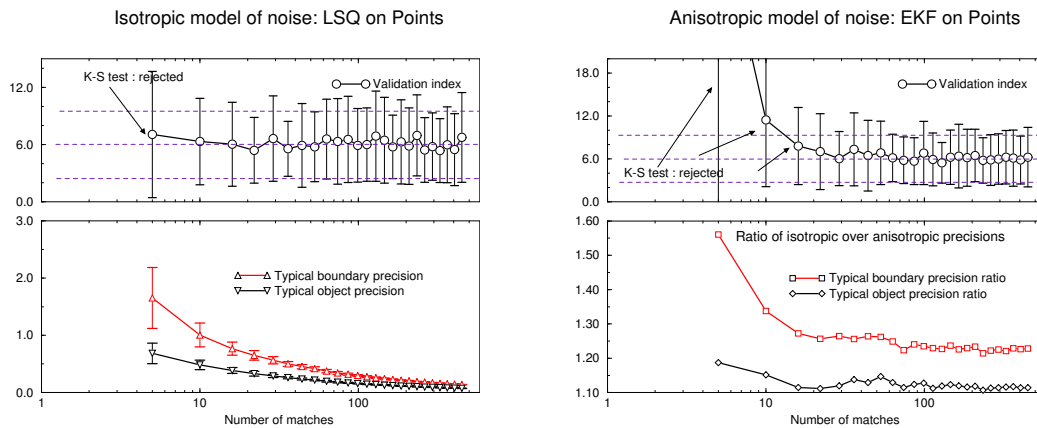 Isotropic model of noise: LSQ on Points
K-S test : rejected
Validation index
12.0
6.0
0.0
3.0
2.0
1.0
0.0
Typical boundary precision
Typical object precision
1
10
100
Number of matches
Anisotropic model of noise: EKF on Points
Validation index
K-S test : rejected
18.0
12.0
6.0
0.0
1.60
1.50
1.40
1.30
1.20
1.10
Ratio of isotropic over anisotropic precisions
Typical boundary precision ratio
Typical object precision ratio
1
10
100
Number of matches